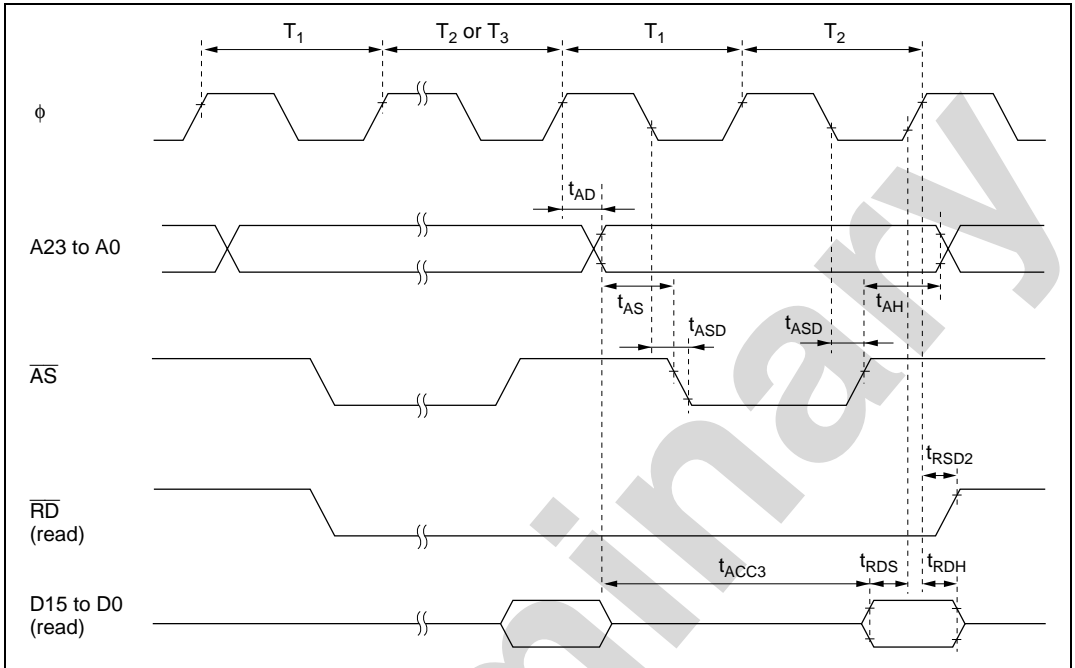 T1 T2 or T3 T1 T2
ϕ
tAD
A23 to A0
tAS tAH
tASD tASD
AS
tRSD2
RD
(read)
tACC3 tRDS tRDH
D15 to D0
(read)
minary